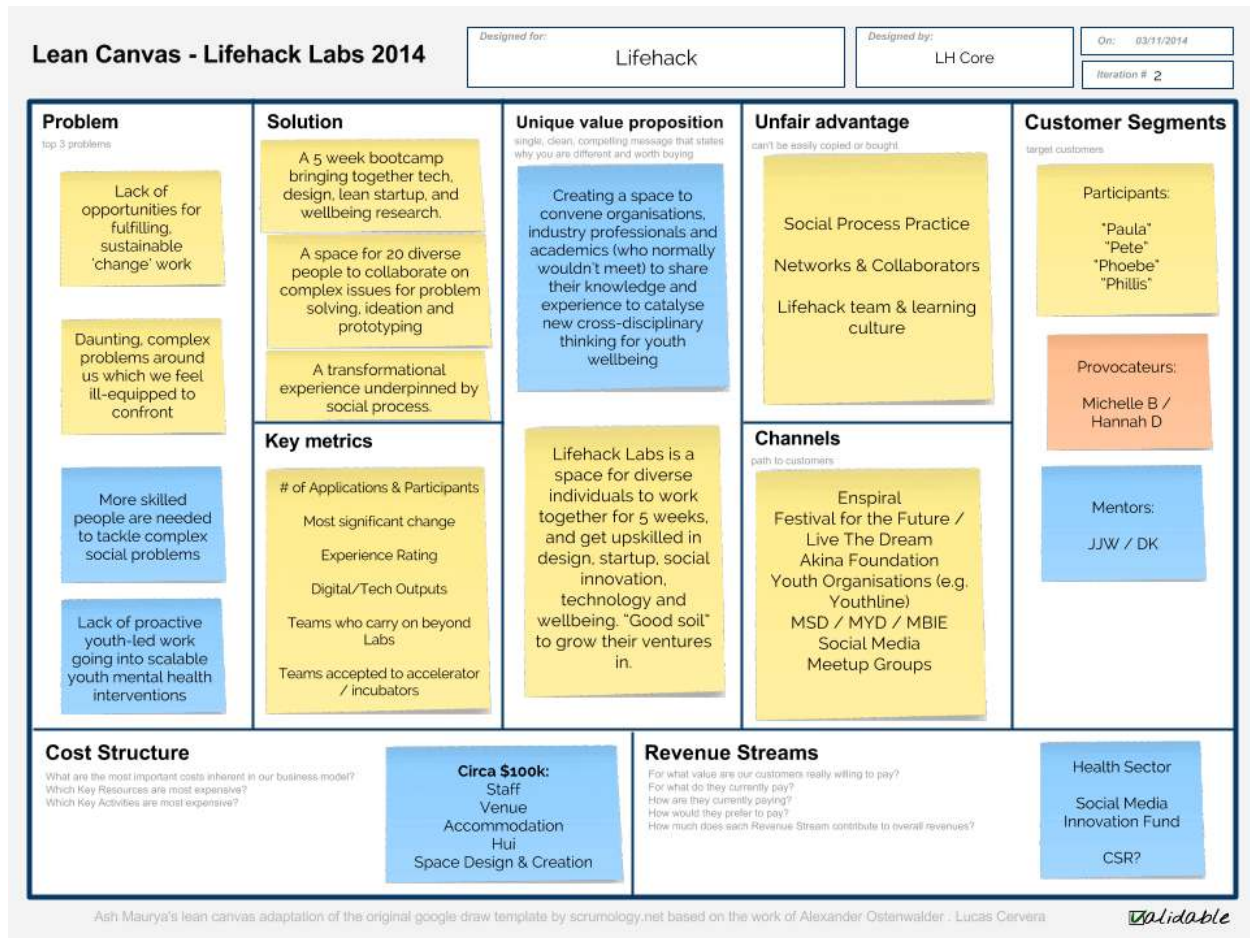 Lean Canvas - Lifehack Labs 2014
Designed for:
Lifehack
Designed by:
LH Core
On: 03/11/2014
Iteration # 2
Problem
top 3 problems
Lack of
opportunities for
fulfilling,
sustainable
'change' work
Daunting, complex
problems around
us which we feel
ill-equipped to
confront
More skilled
people are needed
to tackle complex
social problems
Lack of proactive
youth-led work
going into scalable
youth mental health
interventions
Solution
A 5 week bootcamp
bringing together tech,
design, lean startup, and
wellbeing research.
A space for 20 diverse
people to collaborate on
complex issues for problem
solving, ideation and
prototyping
A transformational
experience underpinned by
social process.
Key metrics
# of Applications & Participants
Most significant change
Experience Rating
Digital/Tech Outputs
Teams who carry on beyond
Labs
Teams accepted to accelerator
/ incubators
Unique value proposition
single, clean, compelling message that states
why you are different and worth buying
Creating a space to
convene organisations,
industry professionals and
academics (who normally
wouldn't meet) to share
their knowledge and
experience to catalyse
new cross-disciplinary
thinking for youth
wellbeing
Lifehack Labs is a
space for diverse
individuals to work
together for 5 weeks,
and get upskilled in
design, startup, social
innovation,
technology and
wellbeing. "Good soil"
to grow their ventures
in.
Unfair advantage
can't be easily copied or bought
Social Process Practice
Networks & Collaborators
Lifehack team & learning
culture
Channels
path to customers
Enspiral
Festival for the Future /
Live The Dream
Akina Foundation
Youth Organisations (e.g.
Youthline)
MSD / MYD / MBIE
Social Media
Meetup Groups
Customer Segments
target customers
Participants:
"Paula"
"Pete"
"Phoebe"
"Phillis"
Provocateurs:
Michelle B /
Hannah D
Mentors:
JJW / DK
Cost Structure
What are the most important costs inherent in our business model?
Which Key Resources are most expensive?
Which Key Activities are most expensive?
Circa $100k:
Staff
Venue
Accommodation
Hui
Space Design & Creation
Revenue Streams
For what value are our customers really willing to pay?
For what do they currently pay?
How are they currently paying?
How would they prefer to pay?
How much does each Revenue Stream contribute to overall revenues?
Health Sector
Social Media
Innovation Fund
CSR?
Ash Maurya's lean canvas adaptation of the original google draw template by scrumology.net based on the work of Alexander Ostenwalder . Lucas Cervera
Validable